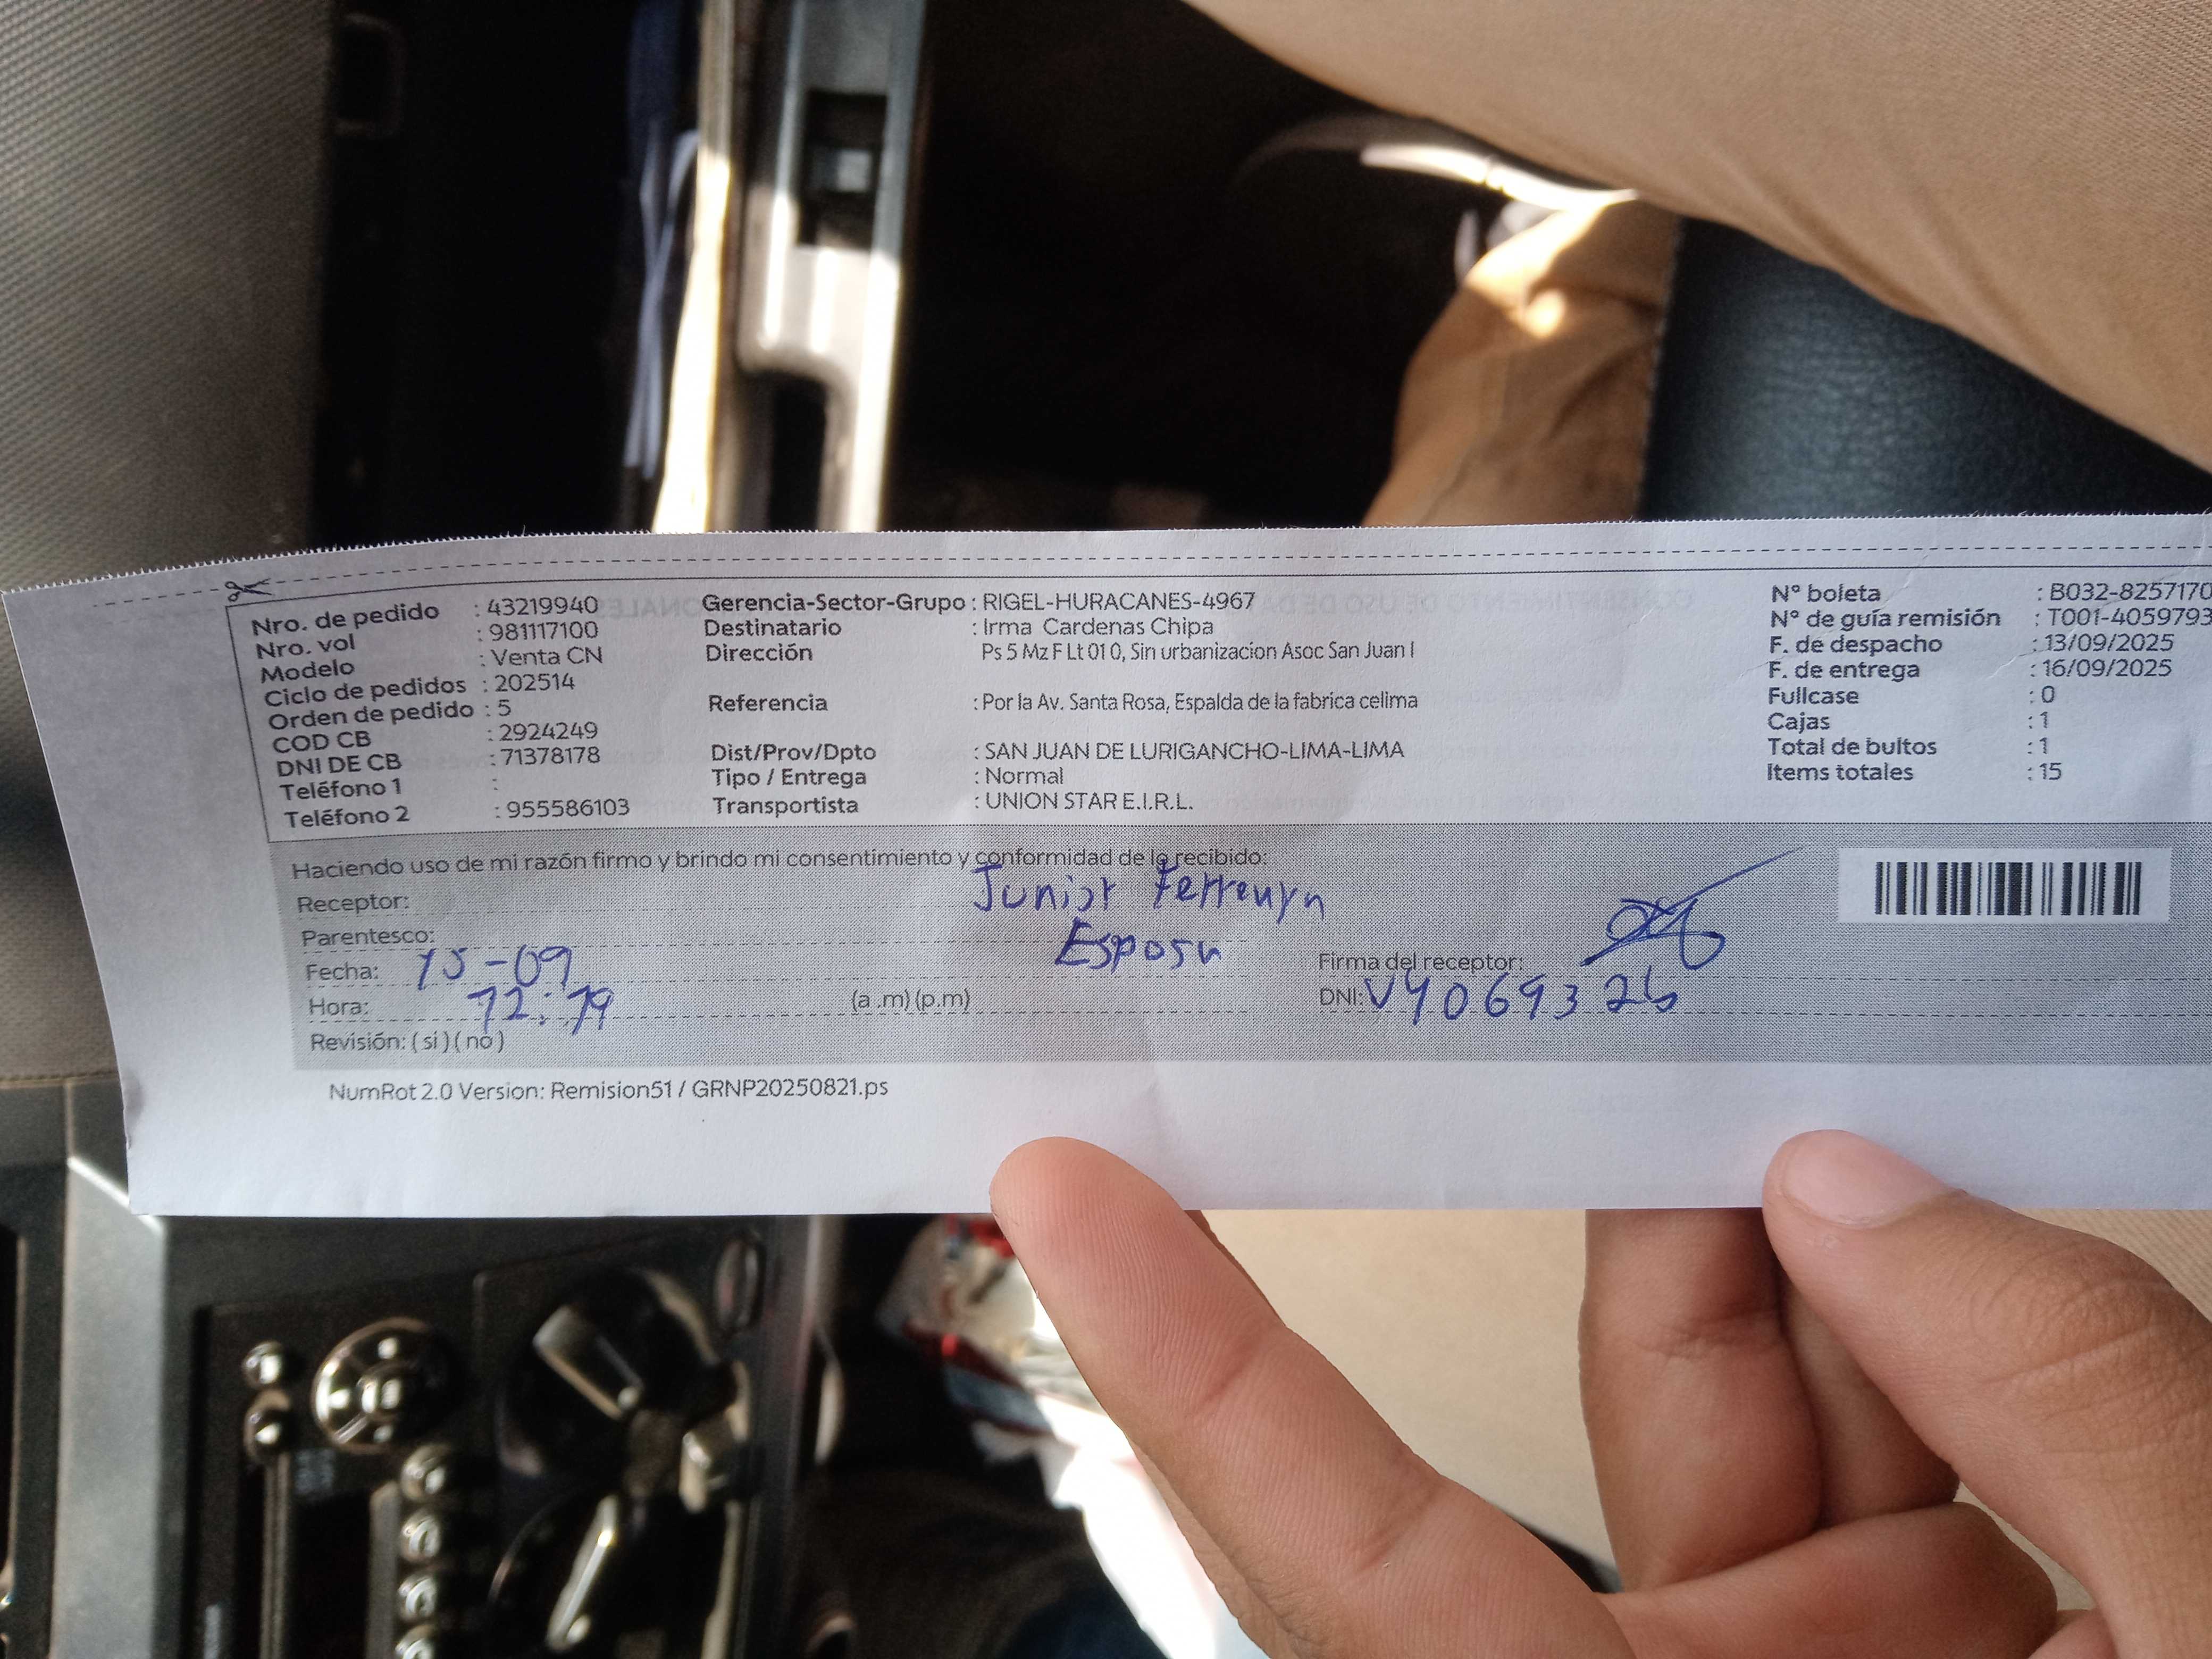 Nro. de pedido : 43219940
Nro. vol : 981117100
Modelo : Venta CN
Ciclo de pedidos : 202514
Orden de pedido : 5
COD CB : 2924249
DNI DE CB : 71378178
Teléfono 1 :
Teléfono 2 : 955586103
Gerencia-Sector-Grupo : RIGEL-HURACANES-4967
Destinatario : Irma Cardenas Chipa
Dirección Ps 5 Mz F Lt 01 0, Sin urbanizacion Asoc San Juan I
Referencia : Por la Av. Santa Rosa, Espalda de la fabrica celima
Dist/Prov/Dpto : SAN JUAN DE LURIGANCHO-LIMA-LIMA
Tipo / Entrega : Normal
Transportista : UNION STAR E.I.R.L.
N° boleta : B032-8257170
N° de guía remisión : T001-4059793
F. de despacho : 13/09/2025
F. de entrega : 16/09/2025
Fullcase : 0
Cajas : 1
Total de bultos : 1
Items totales : 15
Haciendo uso de mi razón firmo y brindo mi consentimiento y conformidad de lo recibido:
Receptor: Junior
Parentesco: Esposa
Fecha: 15-09
Hora: 12:19 (a .m) (p.m)
Revisión: ( si ) ( no )
Firma del receptor:
DNI:
NumRot 2.0 Version: Remision51 / GRNP20250821.ps